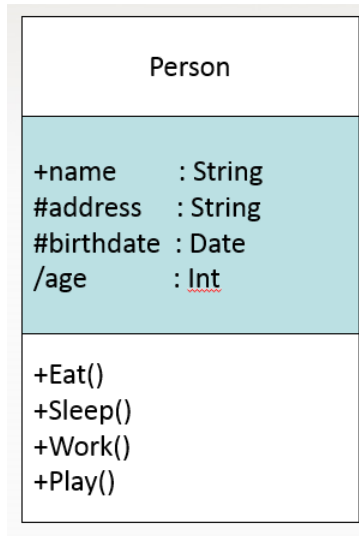 Person
+name : String
#address : String
#birthdate : Date
/age : Int
+Eat()
+Sleep()
+Work()
+Play()